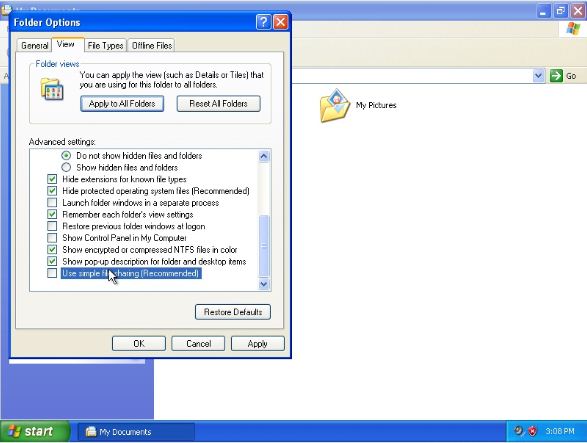 My Documents
Folder Options
General
View
File Types
Offline Files
Folder views
You can apply the view (such as Details or Tiles) that
you are using for this folder to all folders.
Apply to All Folders
Reset All Folders
Go
My Pictures
Advanced settings:
Do not show hidden files and folders
Show hidden files and folders
Hide extensions for known file types
Hide protected operating system files (Recommended)
Launch folder windows in a separate process
Remember each folder's view settings
Restore previous folder windows at logon
Show Control Panel in My Computer
Show encrypted or compressed NTFS files in color
Show pop-up description for folder and desktop items
Use simple file sharing (Recommended)
Restore Defaults
OK
Cancel
Apply
start
My Documents
3:08 PM